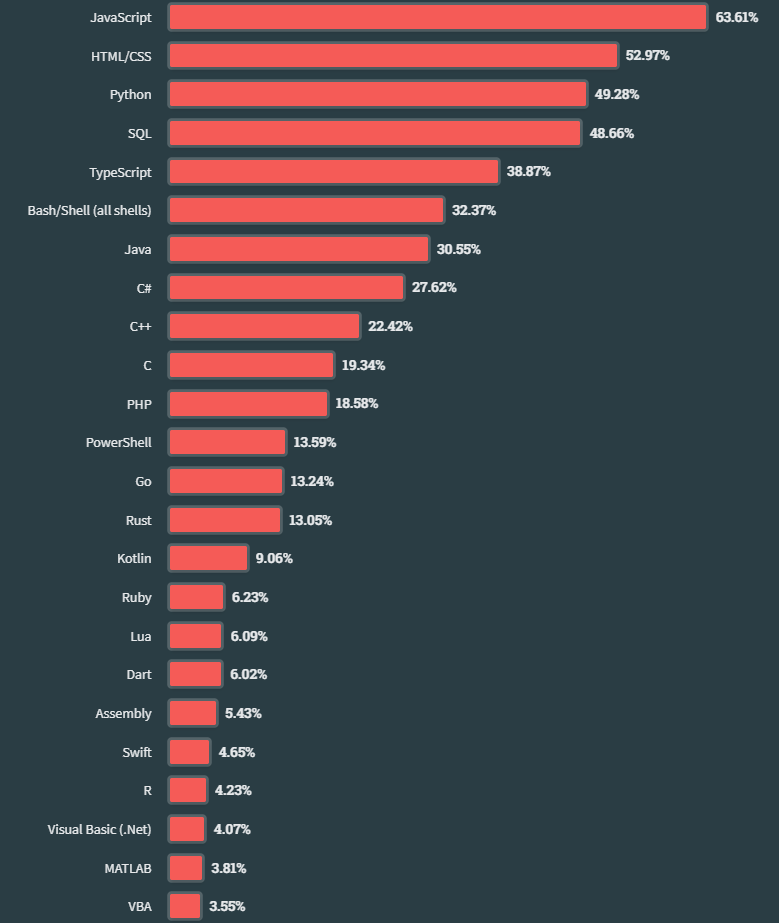 JavaScript 63.61%
HTML/CSS 52.97%
Python 49.28%
SQL 48.66%
TypeScript 38.87%
Bash/Shell (all shells) 32.37%
Java 30.55%
C# 27.62%
C++ 22.42%
C 19.34%
PHP 18.58%
PowerShell 13.59%
Go 13.24%
Rust 13.05%
Kotlin 9.06%
Ruby 6.23%
Lua 6.09%
Dart 6.02%
Assembly 5.43%
Swift 4.65%
R 4.23%
Visual Basic (.Net) 4.07%
MATLAB 3.81%
VBA 3.55%